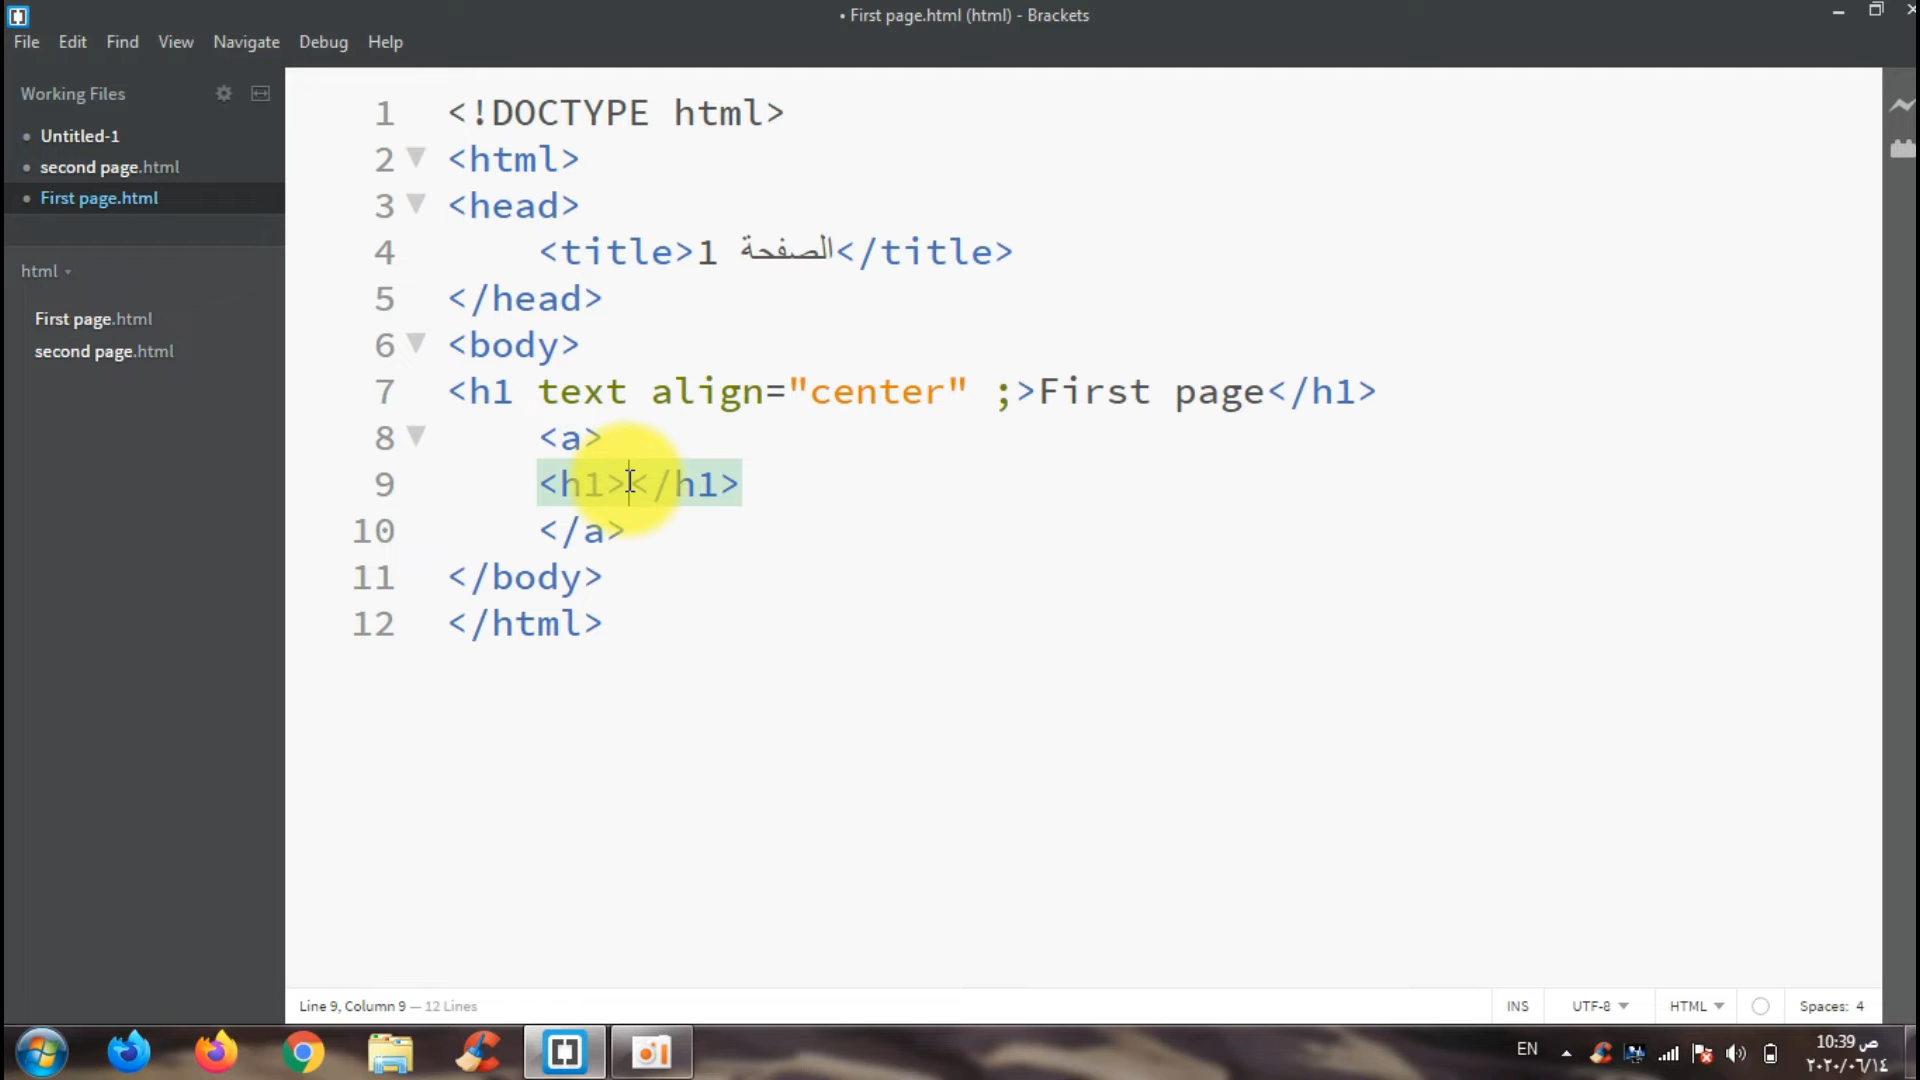 • First page.html (html) - Brackets
File Edit Find View Navigate Debug Help
Working Files
Untitled-1
second page.html
First page.html
html
First page.html
second page.html
1 <!DOCTYPE html>
2 <html>
3 <head>
4 <title>1 الصفحة</title>
5 </head>
6 <body>
7 <h1 text align="center" ;>First page</h1>
8 <a>
9 <h1></h1>
10 </a>
11 </body>
12 </html>
Line 9, Column 9 — 12 Lines
INS UTF-8 HTML Spaces: 4
EN
10:39 ص
٢٠٢٠/٠٦/١٤